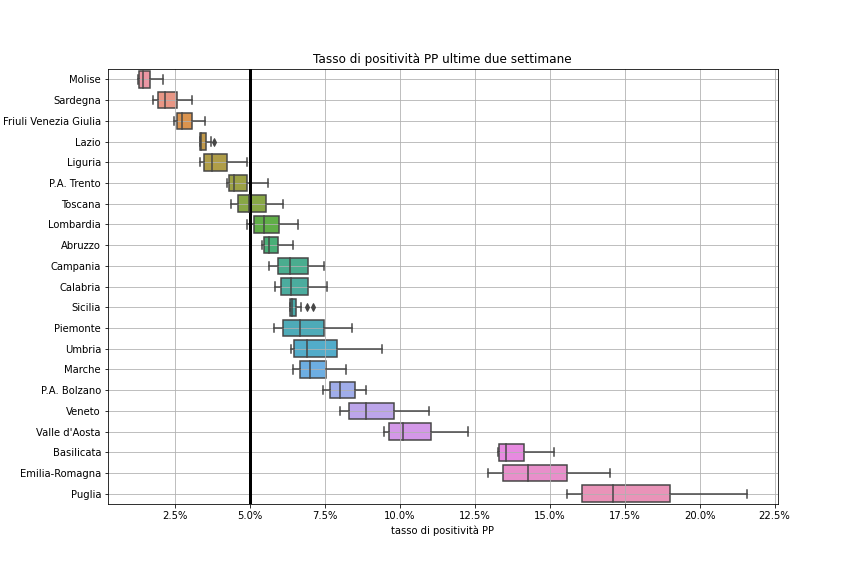 Tasso di positività PP ultime due settimane
Molise
Sardegna
Friuli Venezia Giulia
Lazio
Liguria
P.A. Trento
Toscana
Lombardia
Abruzzo
Campania
Calabria
Sicilia
Piemonte
Umbria
Marche
P.A. Bolzano
Veneto
Valle d'Aosta
Basilicata
Emilia-Romagna
Puglia
2.5% 5.0% 7.5% 10.0% 12.5% 15.0% 17.5% 20.0% 22.5%
tasso di positività PP